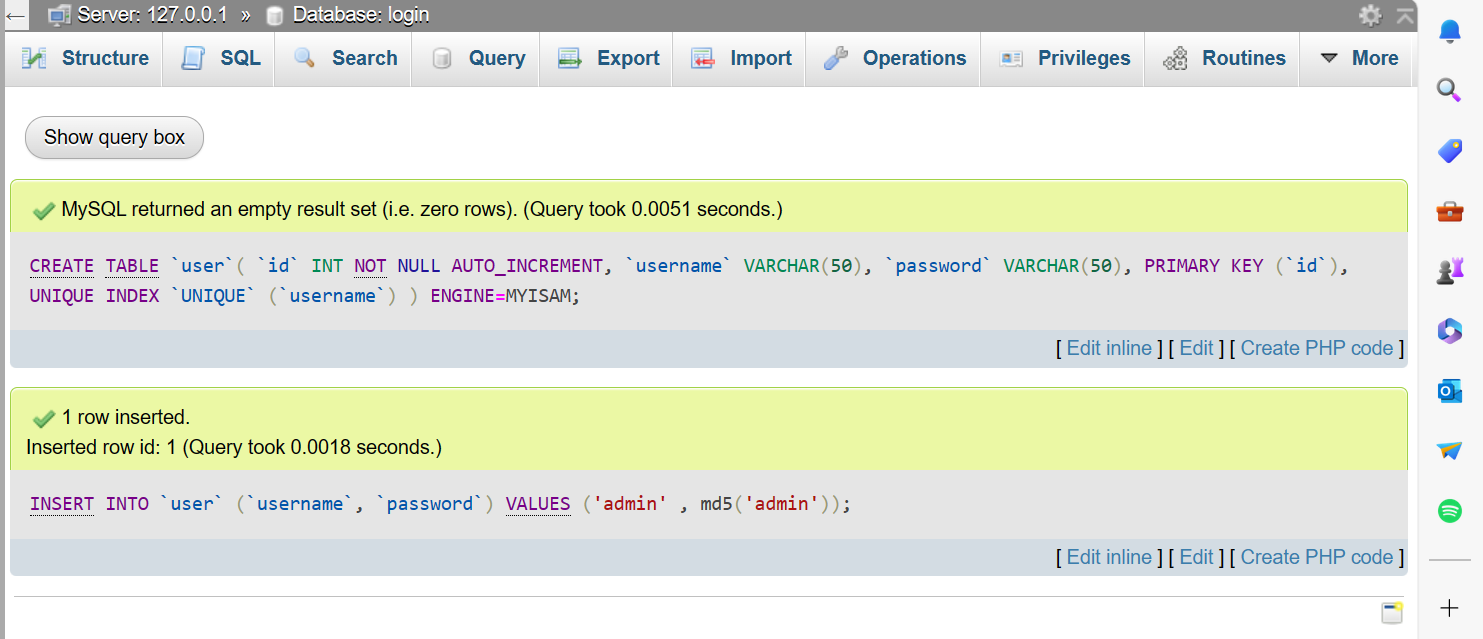 Server: 127.0.0.1 » Database: login
Structure SQL Search Query Export Import Operations Privileges Routines More
Show query box
MySQL returned an empty result set (i.e. zero rows). (Query took 0.0051 seconds.)
CREATE TABLE `user`( `id` INT NOT NULL AUTO_INCREMENT, `username` VARCHAR(50), `password` VARCHAR(50), PRIMARY KEY (`id`),
UNIQUE INDEX `UNIQUE` (`username`) ) ENGINE=MYISAM;
[ Edit inline ] [ Edit ] [ Create PHP code ]
1 row inserted.
Inserted row id: 1 (Query took 0.0018 seconds.)
INSERT INTO `user` (`username`, `password`) VALUES ('admin' , md5('admin'));
[ Edit inline ] [ Edit ] [ Create PHP code ]